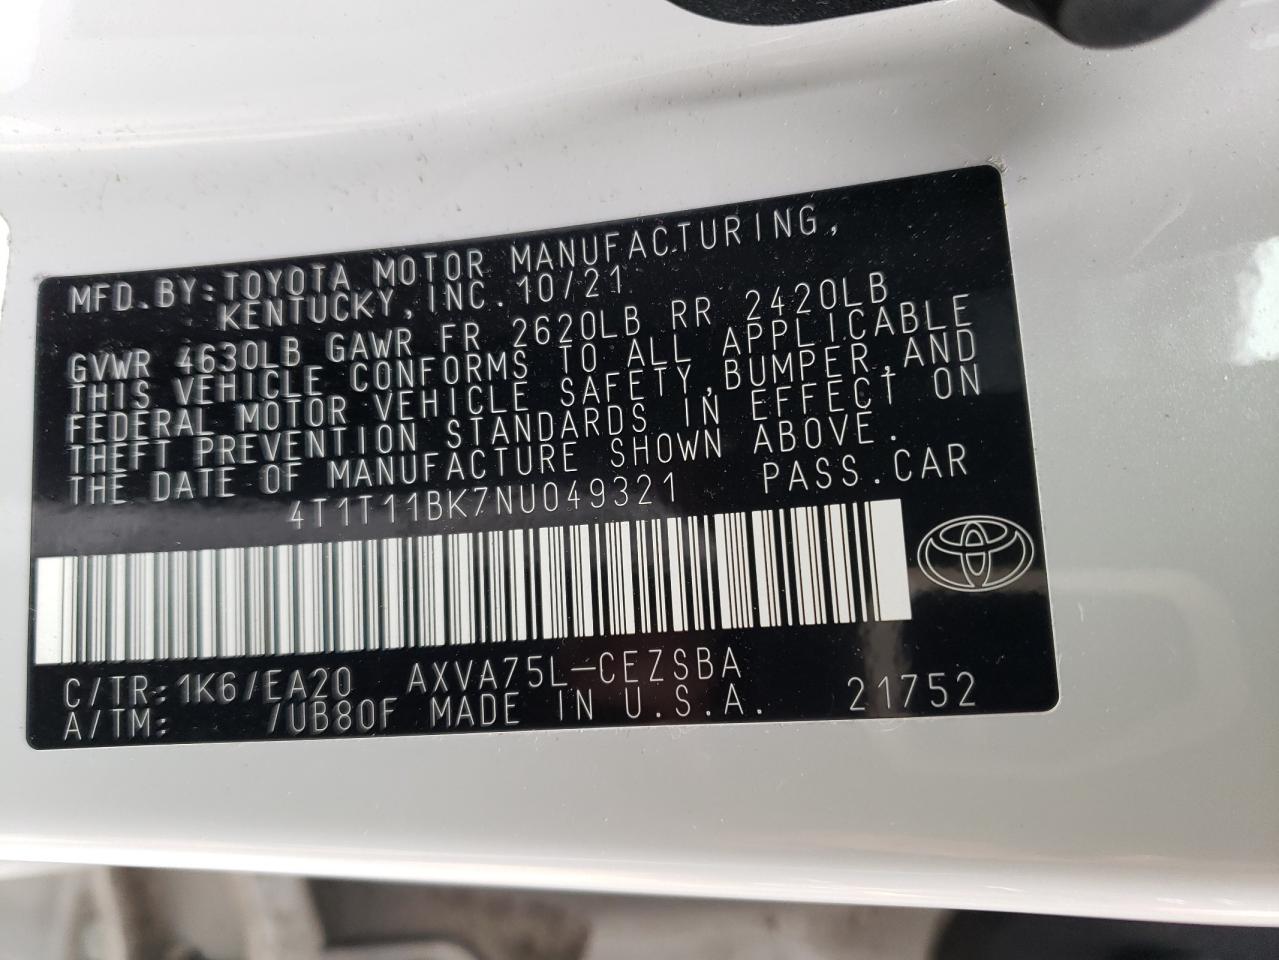 MFD.BY:TOYOTA MOTOR MANUFACTURING,
KENTUCKY, INC. 10/21
GVWR 4630LB GAWR FR 2620LB RR 2420LB
THIS VEHICLE CONFORMS TO ALL APPLICABLE
FEDERAL MOTOR VEHICLE SAFETY,BUMPER,AND
THEFT PREVENTION STANDARDS IN EFFECT ON
THE DATE OF MANUFACTURE SHOWN ABOVE.
4T1T11BK7NU049321 PASS.CAR
C/TR:1K6/EA20 AXVA75L-CEZSBA
A/TM: /UB80F MADE IN U.S.A. 21752